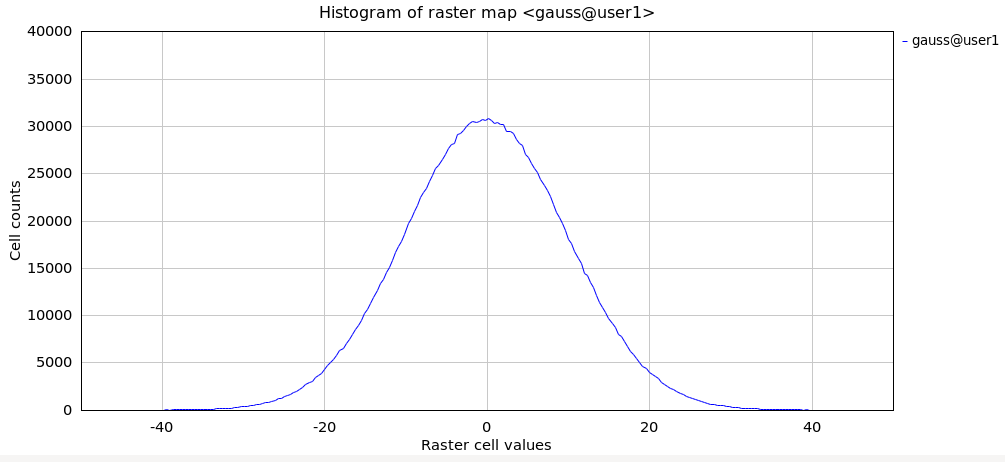 Histogram of raster map <gauss@user1>
– gauss@user1
40000
35000
30000
25000
20000
15000
10000
5000
0
Cell counts
-40 -20 0 20 40
Raster cell values